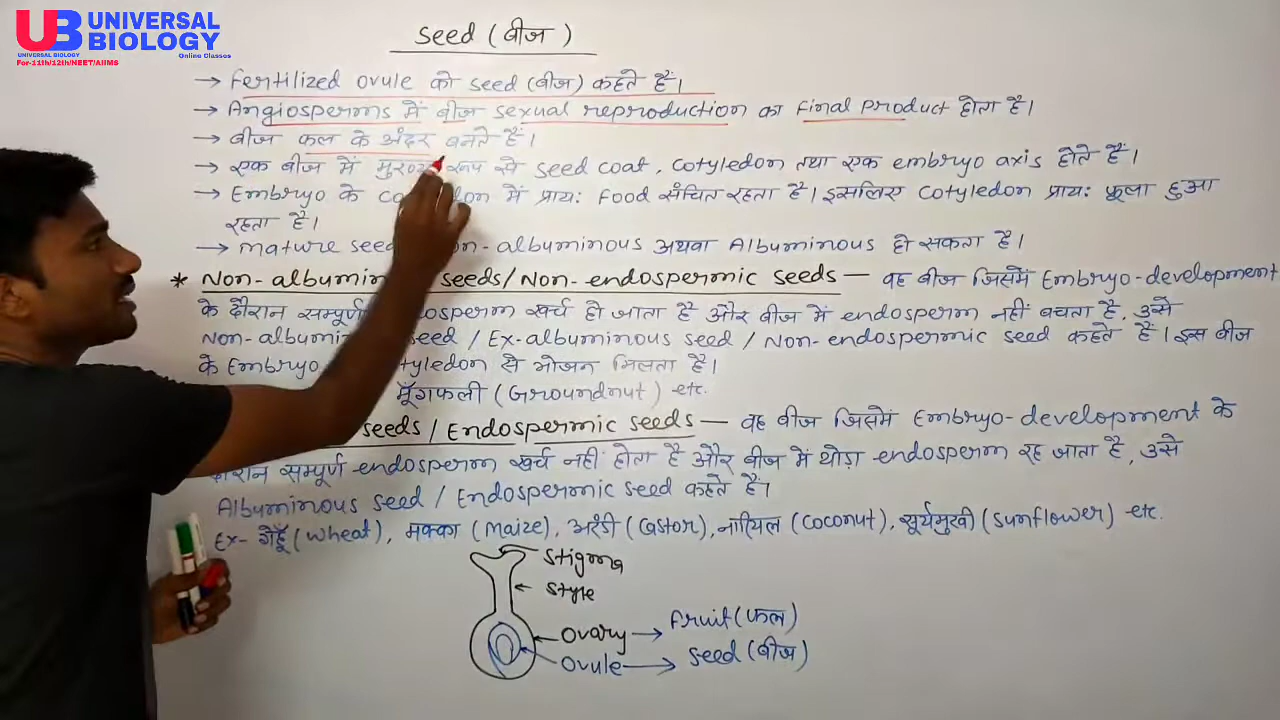 UB UNIVERSAL BIOLOGY
UNIVERSAL BIOLOGY Online Classes
For-11th/12th/NEET/AIIMS
Seed (बीज)
→ Fertilized ovule को seed (बीज) कहते हैं।
→ Angiosperms में बीज sexual reproduction का final product होता है।
→ बीज फल के अंदर बनते हैं।
→ एक बीज में रूप से seed coat, cotyledon तथा एक embryo axis होते हैं।
→ Embryo के में प्रायः Food संचित रहता है। इसलिए cotyledon प्रायः फूला हुआ
रहता है।
→ mature seed -albuminous अथवा Albuminous हो सकता है।
* Non- seeds/Non-endospermic seeds — वह बीज जिसमें Embryo-development
के दौरान सम्पूर्ण खर्च हो जाता है और बीज में endosperm नहीं बचता है, उसे
seed / Ex-albuminous seed / Non-endospermic seed कहते हैं। इस बीज
के Embryo से भोजन मिलता है।
मूँगफली (Groundnut) etc.
seeds / Endospermic seeds — वह बीज जिसमें Embryo-development के
सम्पूर्ण endosperm खर्च नहीं होता है और बीज में थोड़ा endosperm रह जाता है, उसे
Albuminous seed / Endospermic seed कहते हैं।
Ex- गेहूँ (wheat), मक्का (Maize), अरंडी (Castor), नारियल (Coconut), सूर्यमुखी (Sunflower) etc.
Stigma
← Style
← Ovary → Fruit (फल)
Ovule → Seed (बीज)